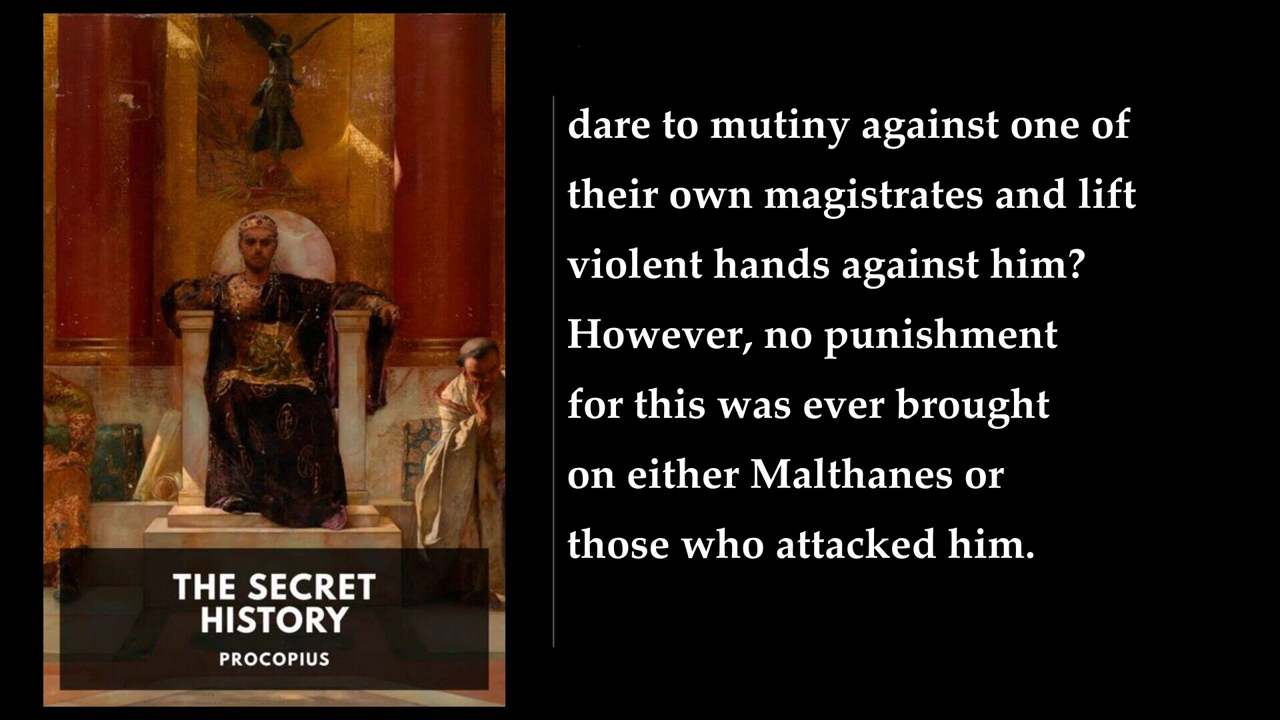 THE SECRET
HISTORY
PROCOPIUS
dare to mutiny against one of
their own magistrates and lift
violent hands against him?
However, no punishment
for this was ever brought
on either Malthanes or
those who attacked him.